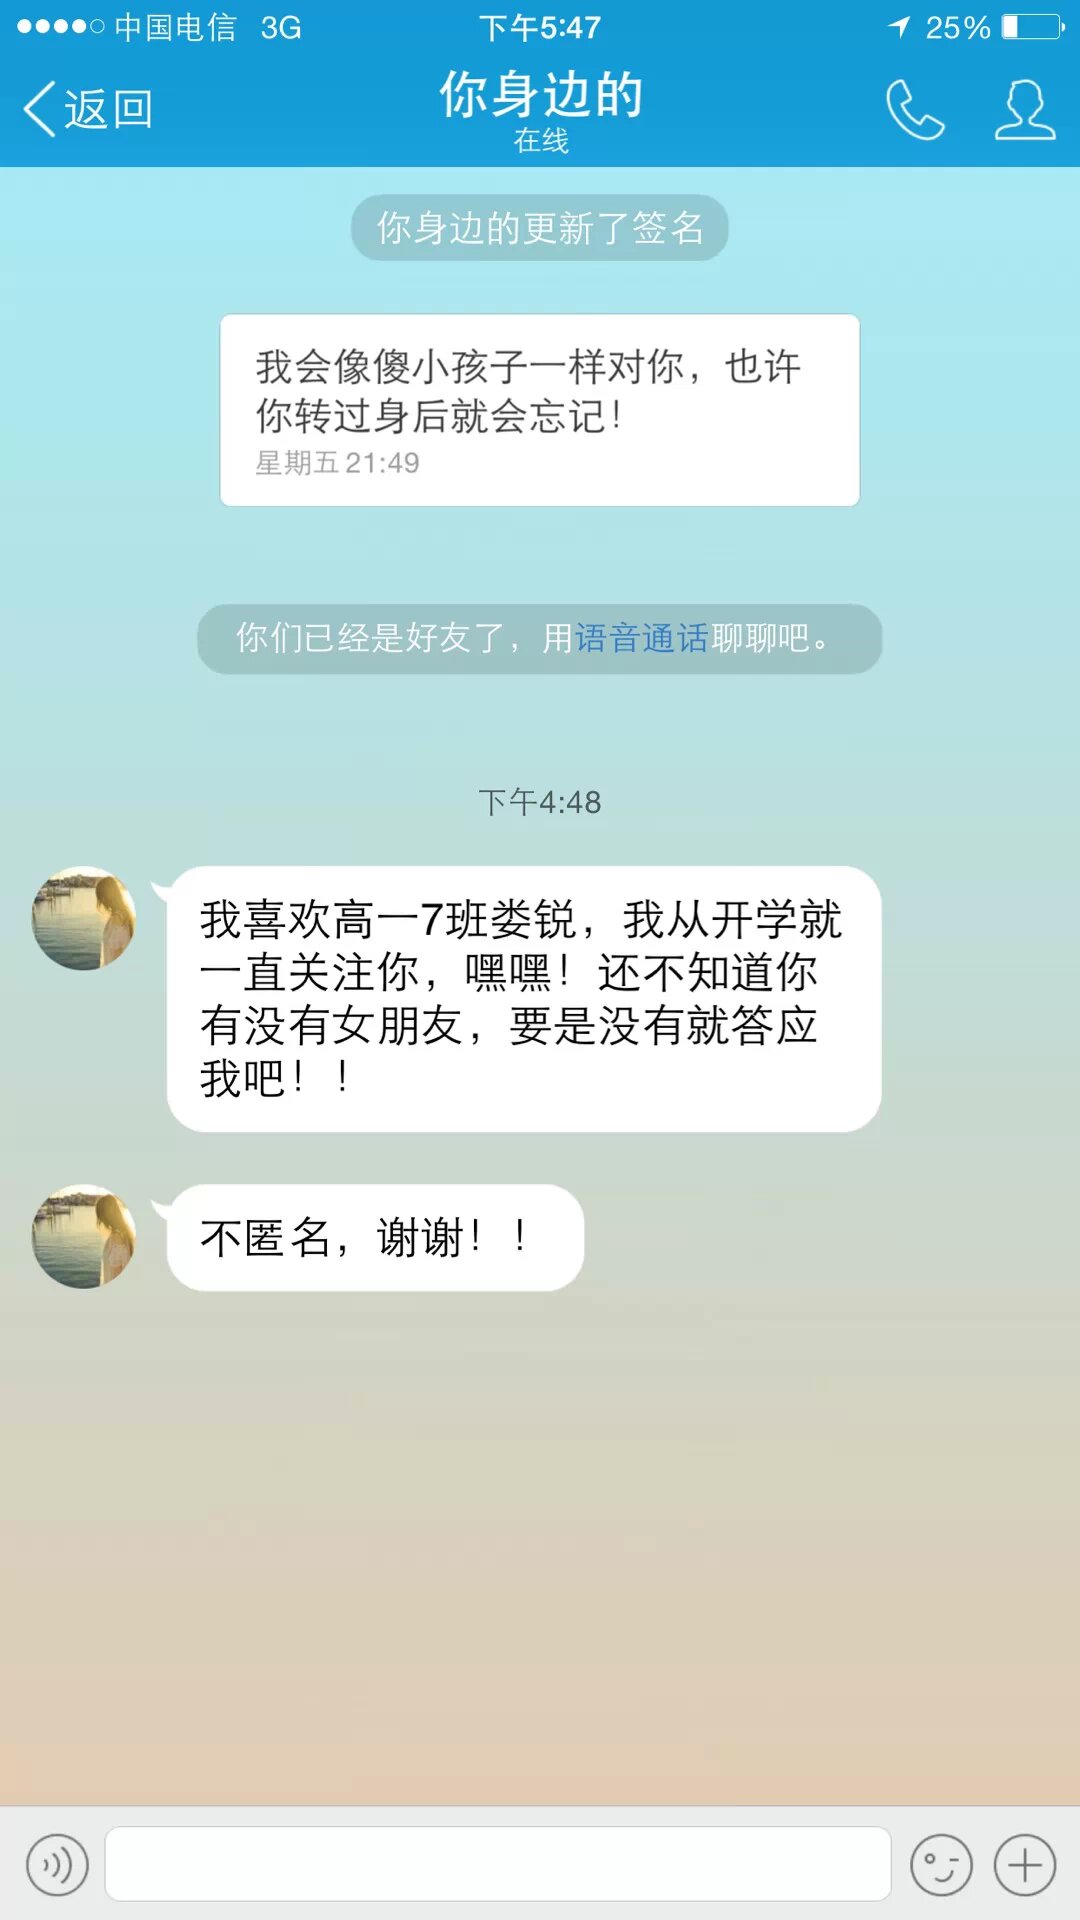 中国电信 3G 下午5:47 25%
返回 你身边的
在线
你身边的更新了签名
我会像傻小孩子一样对你，也许
你转过身后就会忘记！
星期五 21:49
你们已经是好友了，用语音通话聊聊吧。
下午4:48
我喜欢高一7班娄锐，我从开学就
一直关注你，嘿嘿！还不知道你
有没有女朋友，要是没有就答应
我吧！！
不匿名，谢谢！！